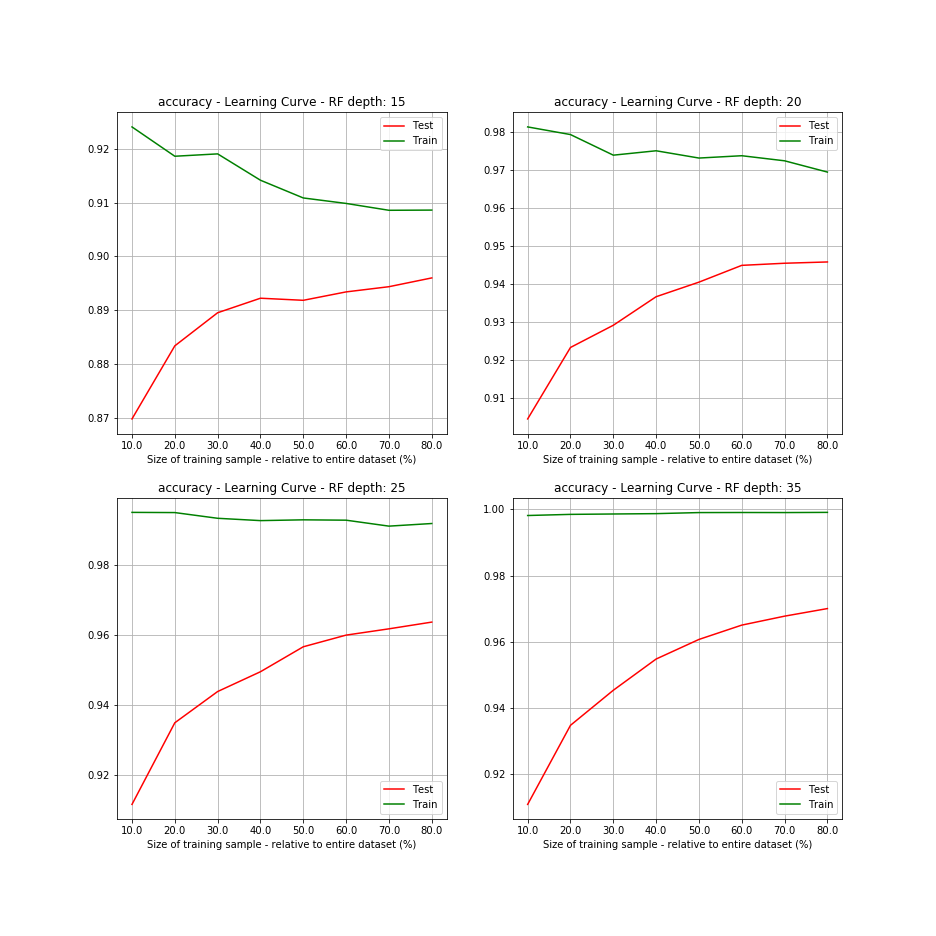 accuracy - Learning Curve - RF depth: 15
Test
Train
0.92
0.91
0.90
0.89
0.88
0.87
10.0 20.0 30.0 40.0 50.0 60.0 70.0 80.0
Size of training sample - relative to entire dataset (%)
accuracy - Learning Curve - RF depth: 20
Test
Train
0.98
0.97
0.96
0.95
0.94
0.93
0.92
0.91
10.0 20.0 30.0 40.0 50.0 60.0 70.0 80.0
Size of training sample - relative to entire dataset (%)
accuracy - Learning Curve - RF depth: 25
0.98
0.96
0.94
0.92
Test
Train
10.0 20.0 30.0 40.0 50.0 60.0 70.0 80.0
Size of training sample - relative to entire dataset (%)
accuracy - Learning Curve - RF depth: 35
1.00
0.98
0.96
0.94
0.92
Test
Train
10.0 20.0 30.0 40.0 50.0 60.0 70.0 80.0
Size of training sample - relative to entire dataset (%)